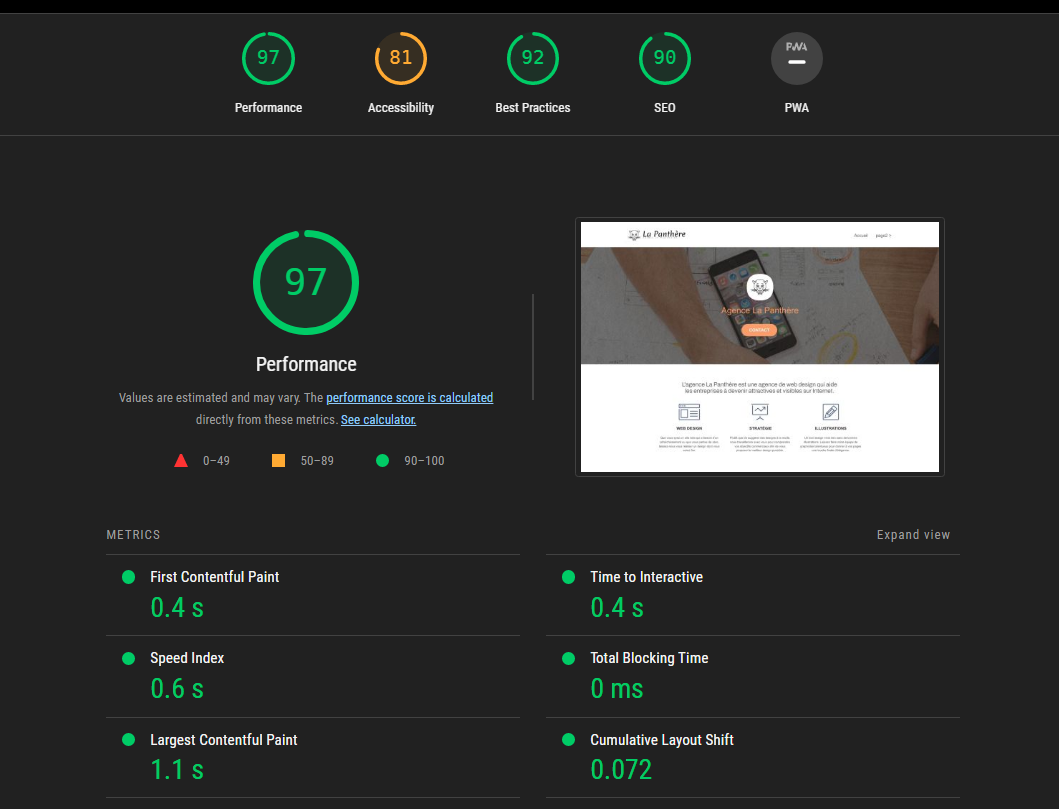 97
81
92
90
PWA
Performance
Accessibility
Best Practices
SEO
PWA
97
Performance
Values are estimated and may vary. The performance score is calculated
directly from these metrics. See calculator.
0–49
50–89
90–100
La Panthère
Accueil
page2
Agence La Panthère
CONTACT
L'agence La Panthère est une agence de web design qui aide
les entreprises à devenir attractives et visibles sur Internet.
WEB DESIGN
STRATÉGIE
ILLUSTRATIONS
METRICS
Expand view
First Contentful Paint
0.4 s
Time to Interactive
0.4 s
Speed Index
0.6 s
Total Blocking Time
0 ms
Largest Contentful Paint
1.1 s
Cumulative Layout Shift
0.072